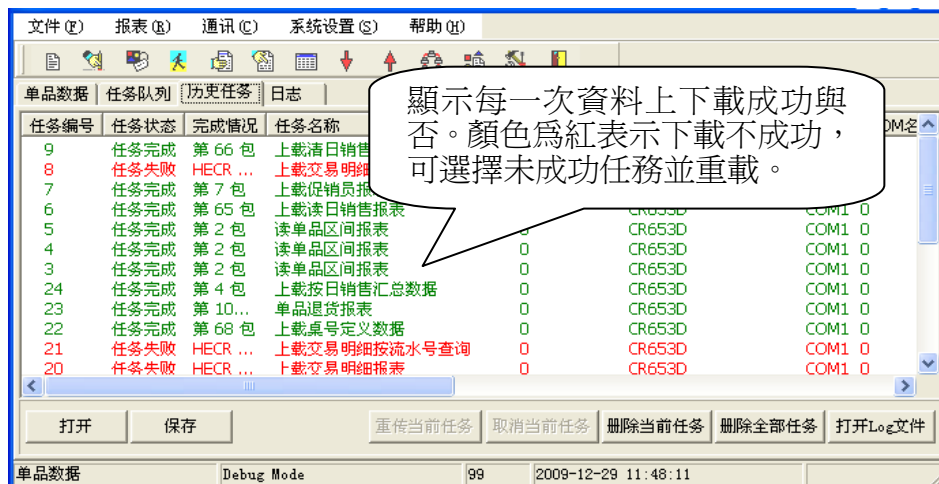 文件(F) 报表(R) 通讯(C) 系统设置(S) 帮助(H)
单品数据 任务队列 历史任务 日志
顯示每一次資料上下載成功與
否。顏色為紅表示下載不成功，
可選擇未成功任務並重載。
任务编号 任务状态 完成情况 任务名称 OM名
9 任务完成 第 66 包 上载清日销售
8 任务失败 HECR ... 上载交易明细
7 任务完成 第 7 包 上载促销员报
6 任务完成 第 65 包 上载读日销售报表 0 CR653D COM1 0
5 任务完成 第 2 包 读单品区间报表 0 CR653D COM1 0
4 任务完成 第 2 包 读单品区间报表 0 CR653D COM1 0
3 任务完成 第 2 包 读单品区间报表 0 CR653D COM1 0
24 任务完成 第 4 包 上载按日销售汇总数据 0 CR653D COM1 0
23 任务完成 第 10... 单品退货报表 0 CR653D COM1 0
22 任务完成 第 68 包 上载桌号定义数据 0 CR653D COM1 0
21 任务失败 HECR ... 上载交易明细按流水号查询 0 CR653D COM1 0
20 任务失败 HECR ... 上载交易明细报表 0 CR653D COM1 0
打开 保存 重传当前任务 取消当前任务 删除当前任务 删除全部任务 打开Log文件
单品数据 Debug Mode 99 2009-12-29 11:48:11